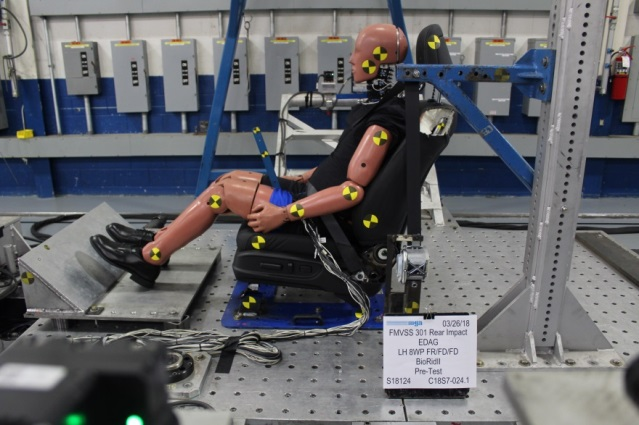 mga 03/26/18
FMVSS 301 Rear Impact
EDAG
LH 8WP FR/FD/FD
BioRidII
Pre-Test
S18124 C18S7-024.1